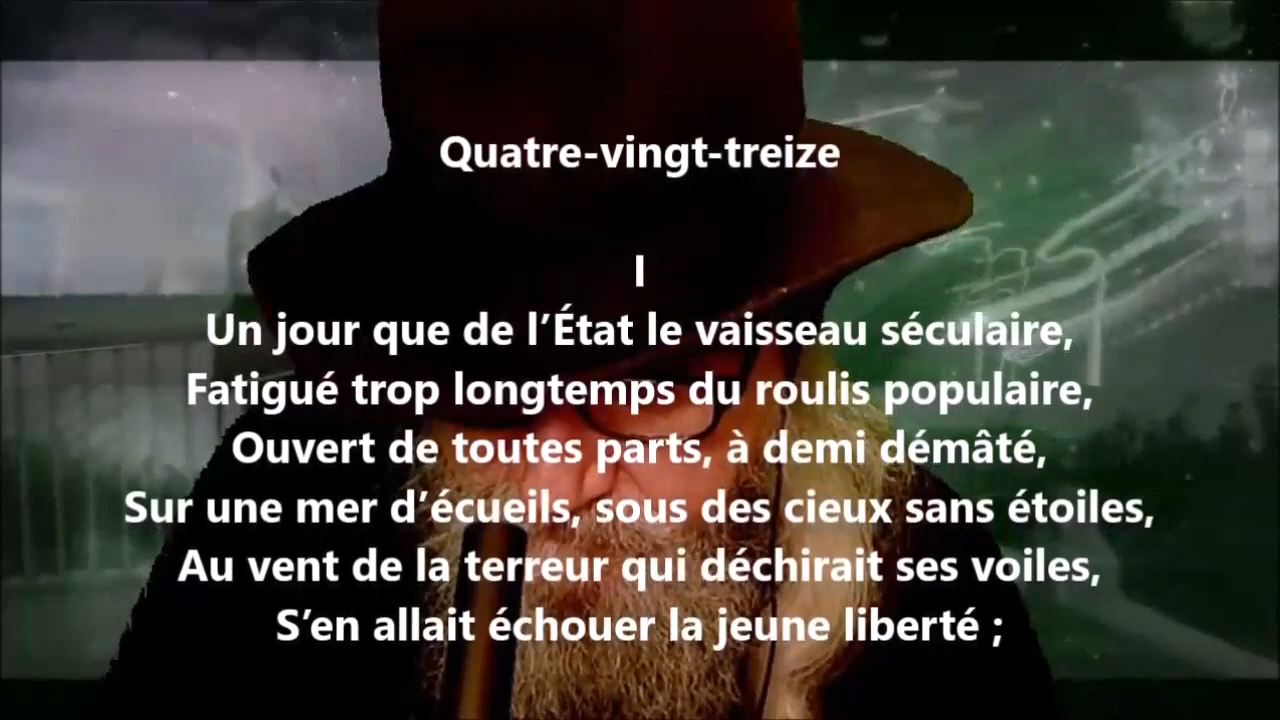 Quatre-vingt-treize
I
Un jour que de l’État le vaisseau séculaire,
Fatigué trop longtemps du roulis populaire,
Ouvert de toutes parts, à demi démâté,
Sur une mer d’écueils, sous des cieux sans étoiles,
Au vent de la terreur qui déchirait ses voiles,
S’en allait échouer la jeune liberté ;